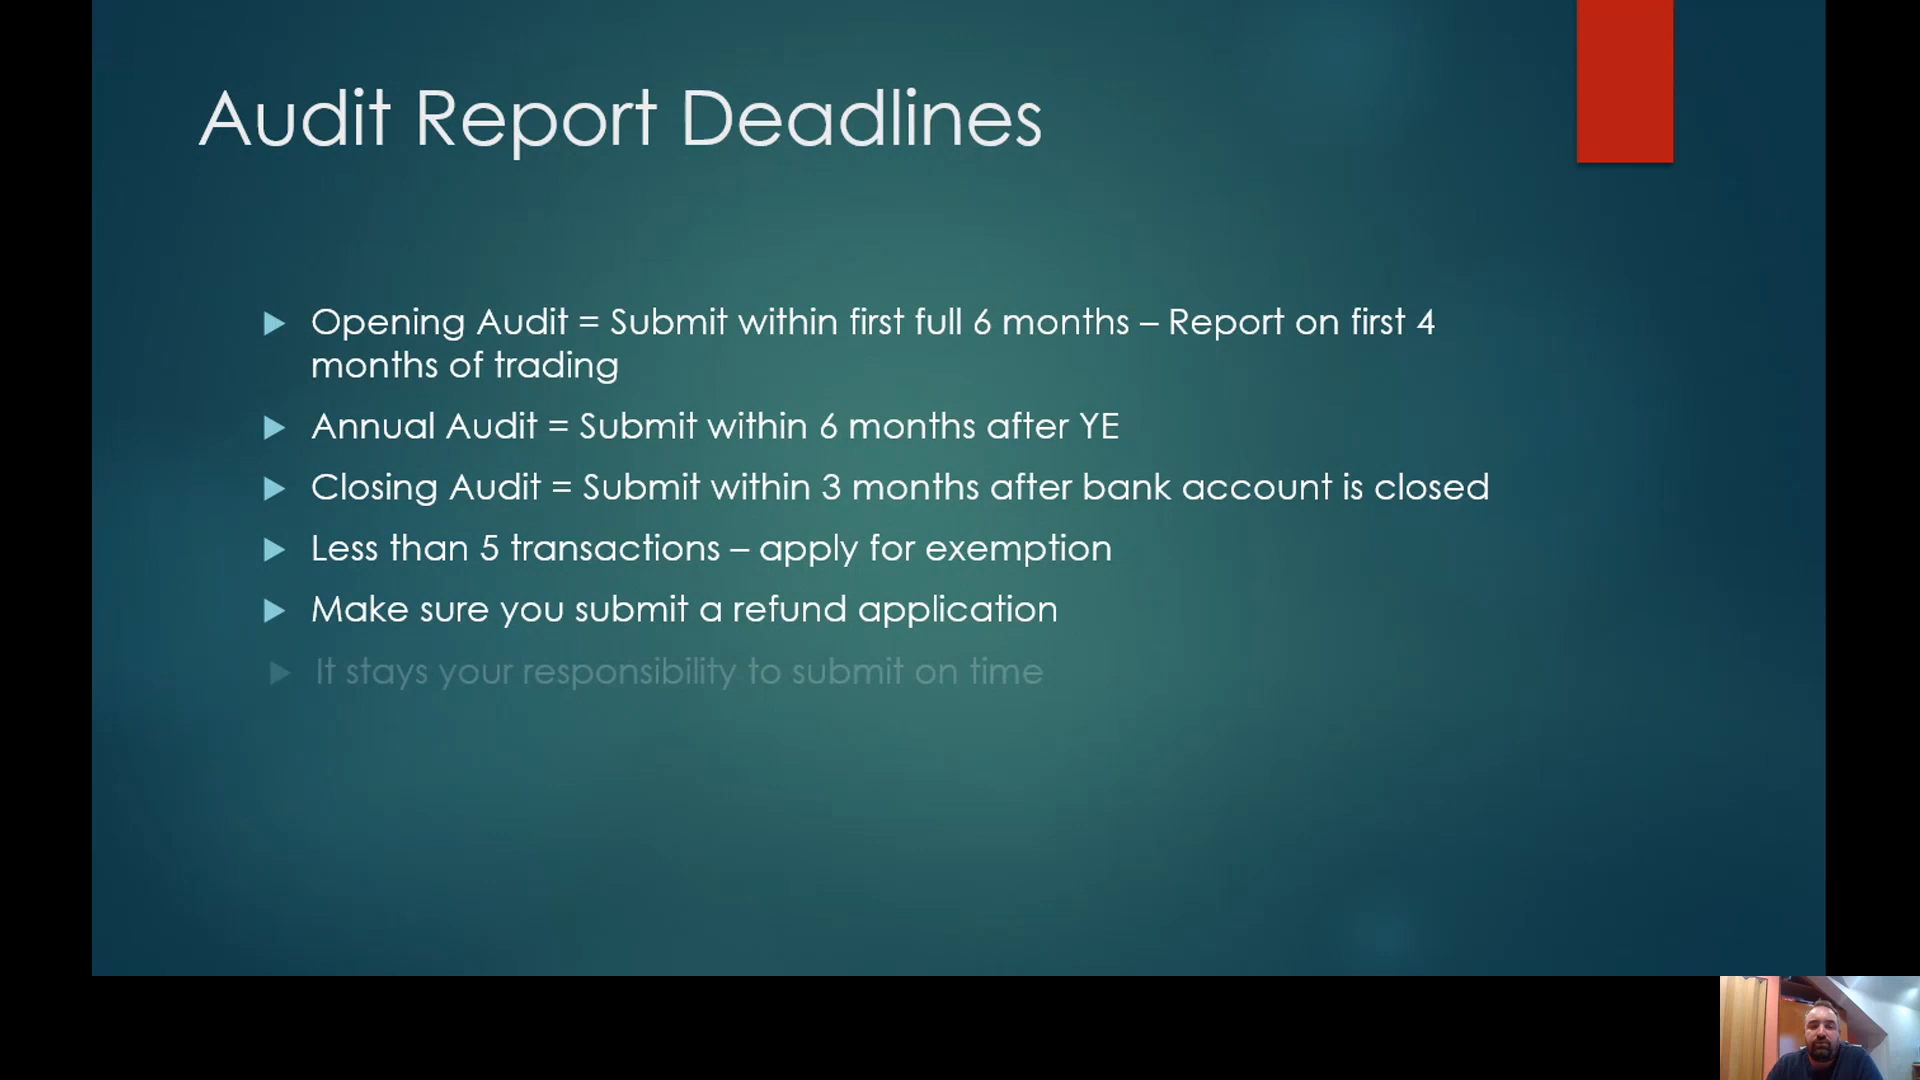 Audit Report Deadlines
Opening Audit = Submit within first full 6 months – Report on first 4
months of trading
Annual Audit = Submit within 6 months after YE
Closing Audit = Submit within 3 months after bank account is closed
Less than 5 transactions – apply for exemption
Make sure you submit a refund application
It stays your responsibility to submit on time